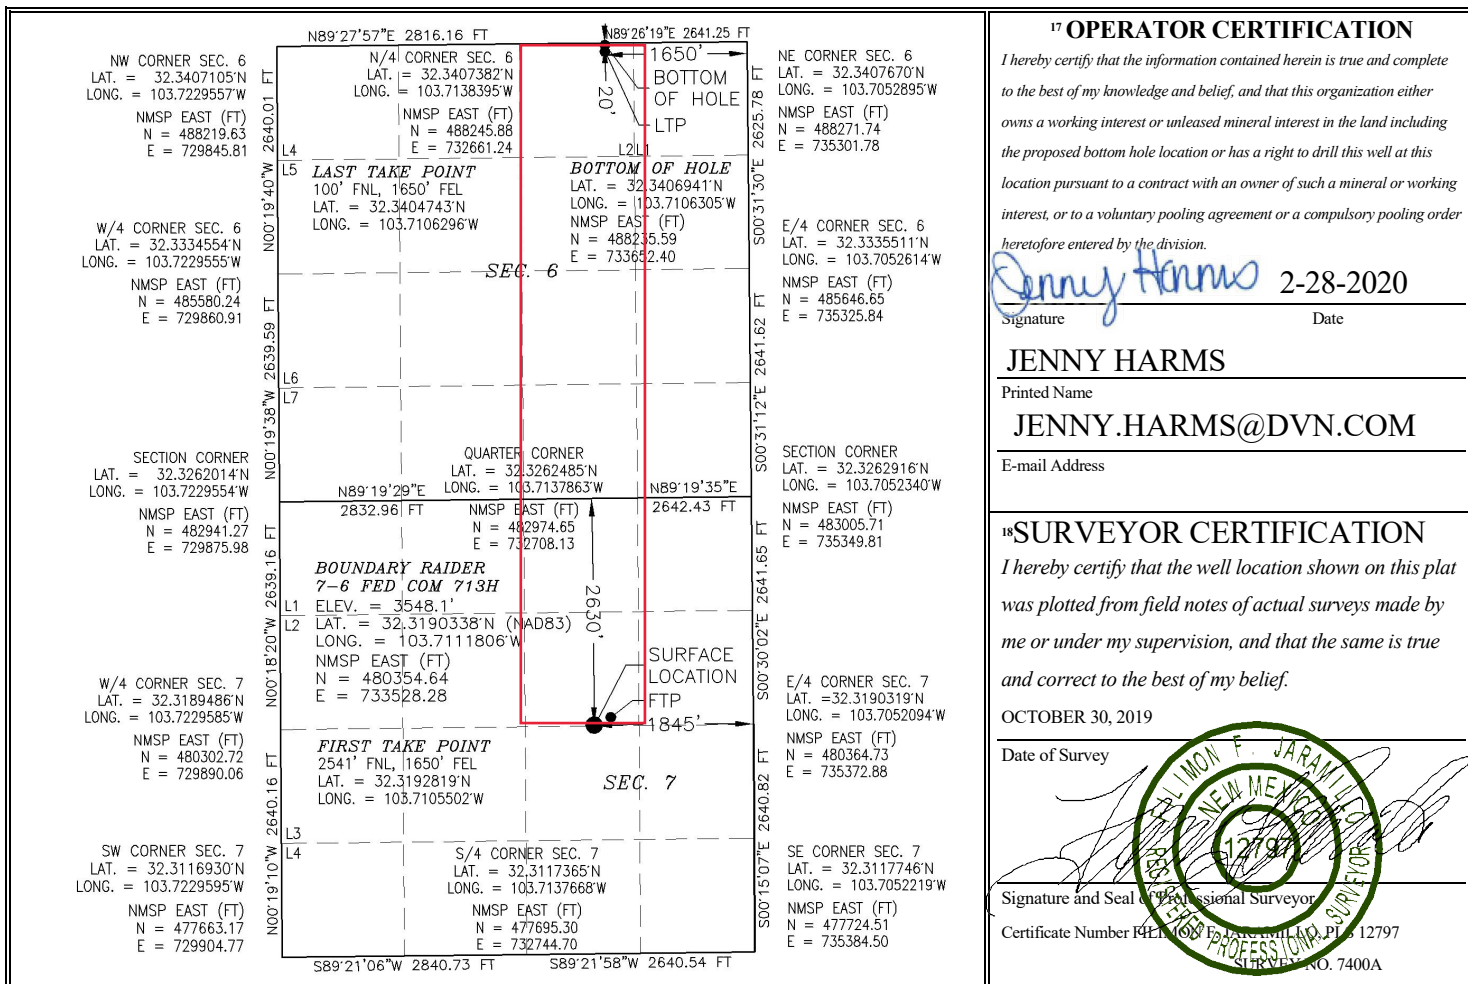 N89°27'57"E 2816.16 FT
N89°26'19"E 2641.25 FT
NW CORNER SEC. 6
LAT. = 32.3407105°N
LONG. = 103.7229557°W
NMSP EAST (FT)
N = 488219.63
E = 729845.81
N/4 CORNER SEC. 6
LAT. = 32.3407382°N
LONG. = 103.7138395°W
NMSP EAST (FT)
N = 488245.88
E = 732661.24
1650'
BOTTOM
OF HOLE
LTP
20'
NE CORNER SEC. 6
LAT. = 32.3407670°N
LONG. = 103.7052895°W
NMSP EAST (FT)
N = 488271.74
E = 735301.78
N00°19'40"W 2640.01 FT
S00°31'30"E 2625.78 FT
L4
L5
L2
L1
LAST TAKE POINT
100' FNL, 1650' FEL
LAT. = 32.3404743°N
LONG. = 103.7106296°W
BOTTOM OF HOLE
LAT. = 32.3406941°N
LONG. = 103.7106305°W
NMSP EAST (FT)
N = 488235.59
E = 733652.40
W/4 CORNER SEC. 6
LAT. = 32.3334554°N
LONG. = 103.7229555°W
NMSP EAST (FT)
N = 485580.24
E = 729860.91
E/4 CORNER SEC. 6
LAT. = 32.3335511°N
LONG. = 103.7052614°W
NMSP EAST (FT)
N = 485646.65
E = 735325.84
SEC. 6
N00°19'38"W 2639.59 FT
S00°31'12"E 2641.62 FT
L6
L7
SECTION CORNER
LAT. = 32.3262014°N
LONG. = 103.7229554°W
NMSP EAST (FT)
N = 482941.27
E = 729875.98
QUARTER CORNER
LAT. = 32.3262485°N
LONG. = 103.7137863°W
NMSP EAST (FT)
N = 482974.65
E = 732708.13
SECTION CORNER
LAT. = 32.3262916°N
LONG. = 103.7052340°W
NMSP EAST (FT)
N = 483005.71
E = 735349.81
N89°19'29"E
2832.96 FT
N89°19'35"E
2642.43 FT
N00°18'20"W 2639.16 FT
S00°30'02"E 2641.65 FT
BOUNDARY RAIDER
7-6 FED COM 713H
L1 ELEV. = 3548.1'
L2 LAT. = 32.3190338°N (NAD83)
LONG. = 103.7111806°W
NMSP EAST (FT)
N = 480354.64
E = 733528.28
2630'
SURFACE
LOCATION
FTP
1845'
W/4 CORNER SEC. 7
LAT. = 32.3189486°N
LONG. = 103.7229585°W
NMSP EAST (FT)
N = 480302.72
E = 729890.06
E/4 CORNER SEC. 7
LAT. =32.3190319°N
LONG. = 103.7052094°W
NMSP EAST (FT)
N = 480364.73
E = 735372.88
FIRST TAKE POINT
2541' FNL, 1650' FEL
LAT. = 32.3192819°N
LONG. = 103.7105502°W
SEC. 7
N00°19'10"W 2640.16 FT
S00°15'07"E 2640.82 FT
L3
L4
SW CORNER SEC. 7
LAT. = 32.3116930°N
LONG. = 103.7229595°W
NMSP EAST (FT)
N = 477663.17
E = 729904.77
S/4 CORNER SEC. 7
LAT. = 32.3117365°N
LONG. = 103.7137668°W
NMSP EAST (FT)
N = 477695.30
E = 732744.70
SE CORNER SEC. 7
LAT. = 32.3117746°N
LONG. = 103.7052219°W
NMSP EAST (FT)
N = 477724.51
E = 735384.50
S89°21'06"W 2840.73 FT
S89°21'58"W 2640.54 FT
17 OPERATOR CERTIFICATION
I hereby certify that the information contained herein is true and complete
to the best of my knowledge and belief, and that this organization either
owns a working interest or unleased mineral interest in the land including
the proposed bottom hole location or has a right to drill this well at this
location pursuant to a contract with an owner of such a mineral or working
interest, or to a voluntary pooling agreement or a compulsory pooling order
heretofore entered by the division.
Jenny Harms 2-28-2020
Signature Date
JENNY HARMS
Printed Name
JENNY.HARMS@DVN.COM
E-mail Address
18 SURVEYOR CERTIFICATION
I hereby certify that the well location shown on this plat
was plotted from field notes of actual surveys made by
me or under my supervision, and that the same is true
and correct to the best of my belief.
OCTOBER 30, 2019
Date of Survey
FILIMON F. JARAMILLO
NEW MEXICO
12797
REGISTERED PROFESSIONAL SURVEYOR
Signature and Seal of Professional Surveyor
Certificate Number FILIMON F. JARAMILLO, PLS 12797
SURVEY NO. 7400A